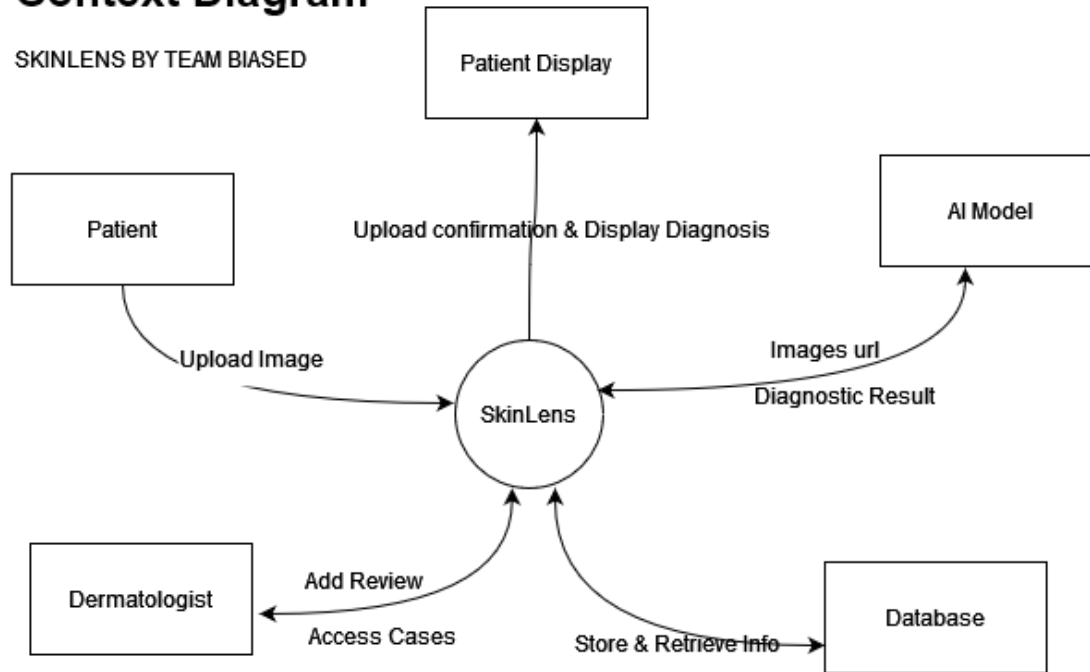 Context Diagram
SKINLENS BY TEAM BIASED
Patient Display
Patient
AI Model
Upload confirmation & Display Diagnosis
Upload Image
Images url
Diagnostic Result
SkinLens
Dermatologist
Add Review
Access Cases
Store & Retrieve Info
Database